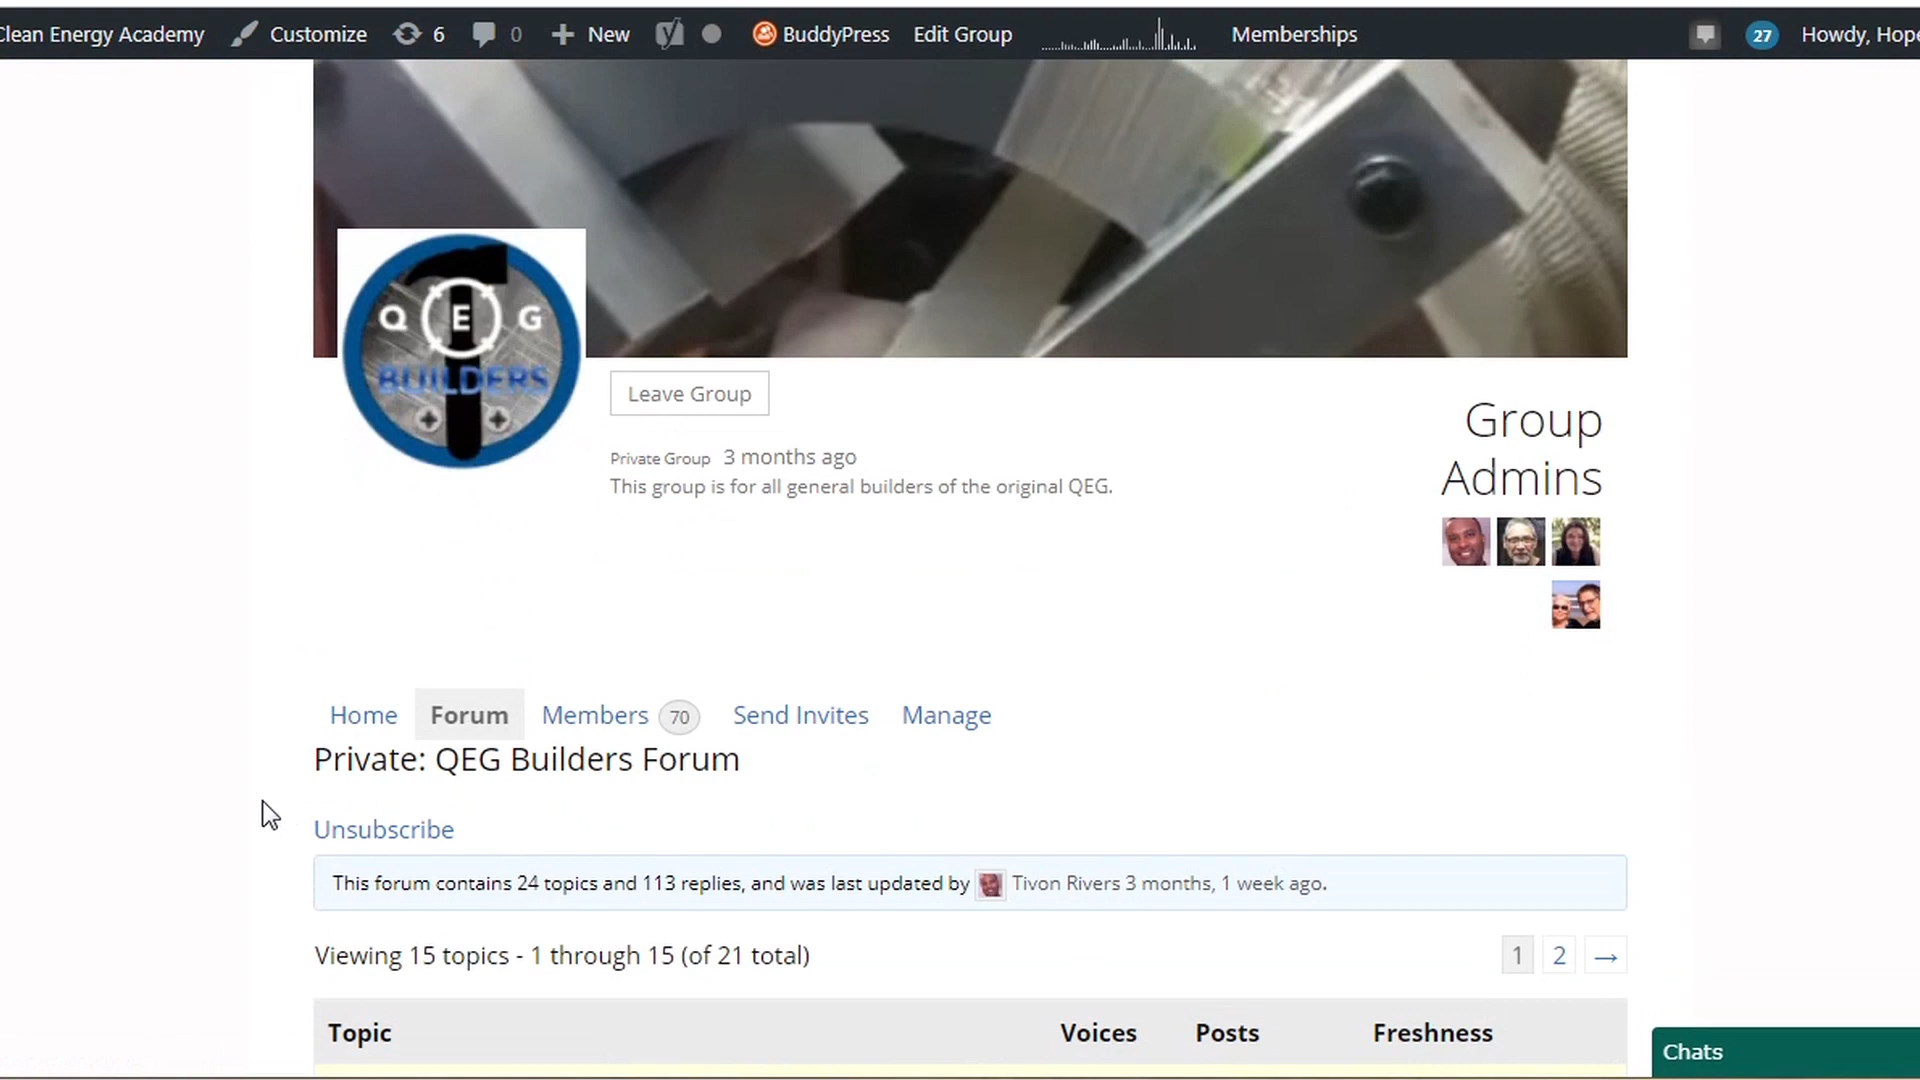 Clean Energy Academy Customize 6 0 New BuddyPress Edit Group Memberships 27 Howdy, Hope
Q E G
BUILDERS
Leave Group
Private Group 3 months ago
This group is for all general builders of the original QEG.
Group
Admins
Home Forum Members 70 Send Invites Manage
Private: QEG Builders Forum
Unsubscribe
This forum contains 24 topics and 113 replies, and was last updated by Tivon Rivers 3 months, 1 week ago.
Viewing 15 topics - 1 through 15 (of 21 total) 1 2 →
Topic Voices Posts Freshness
Chats